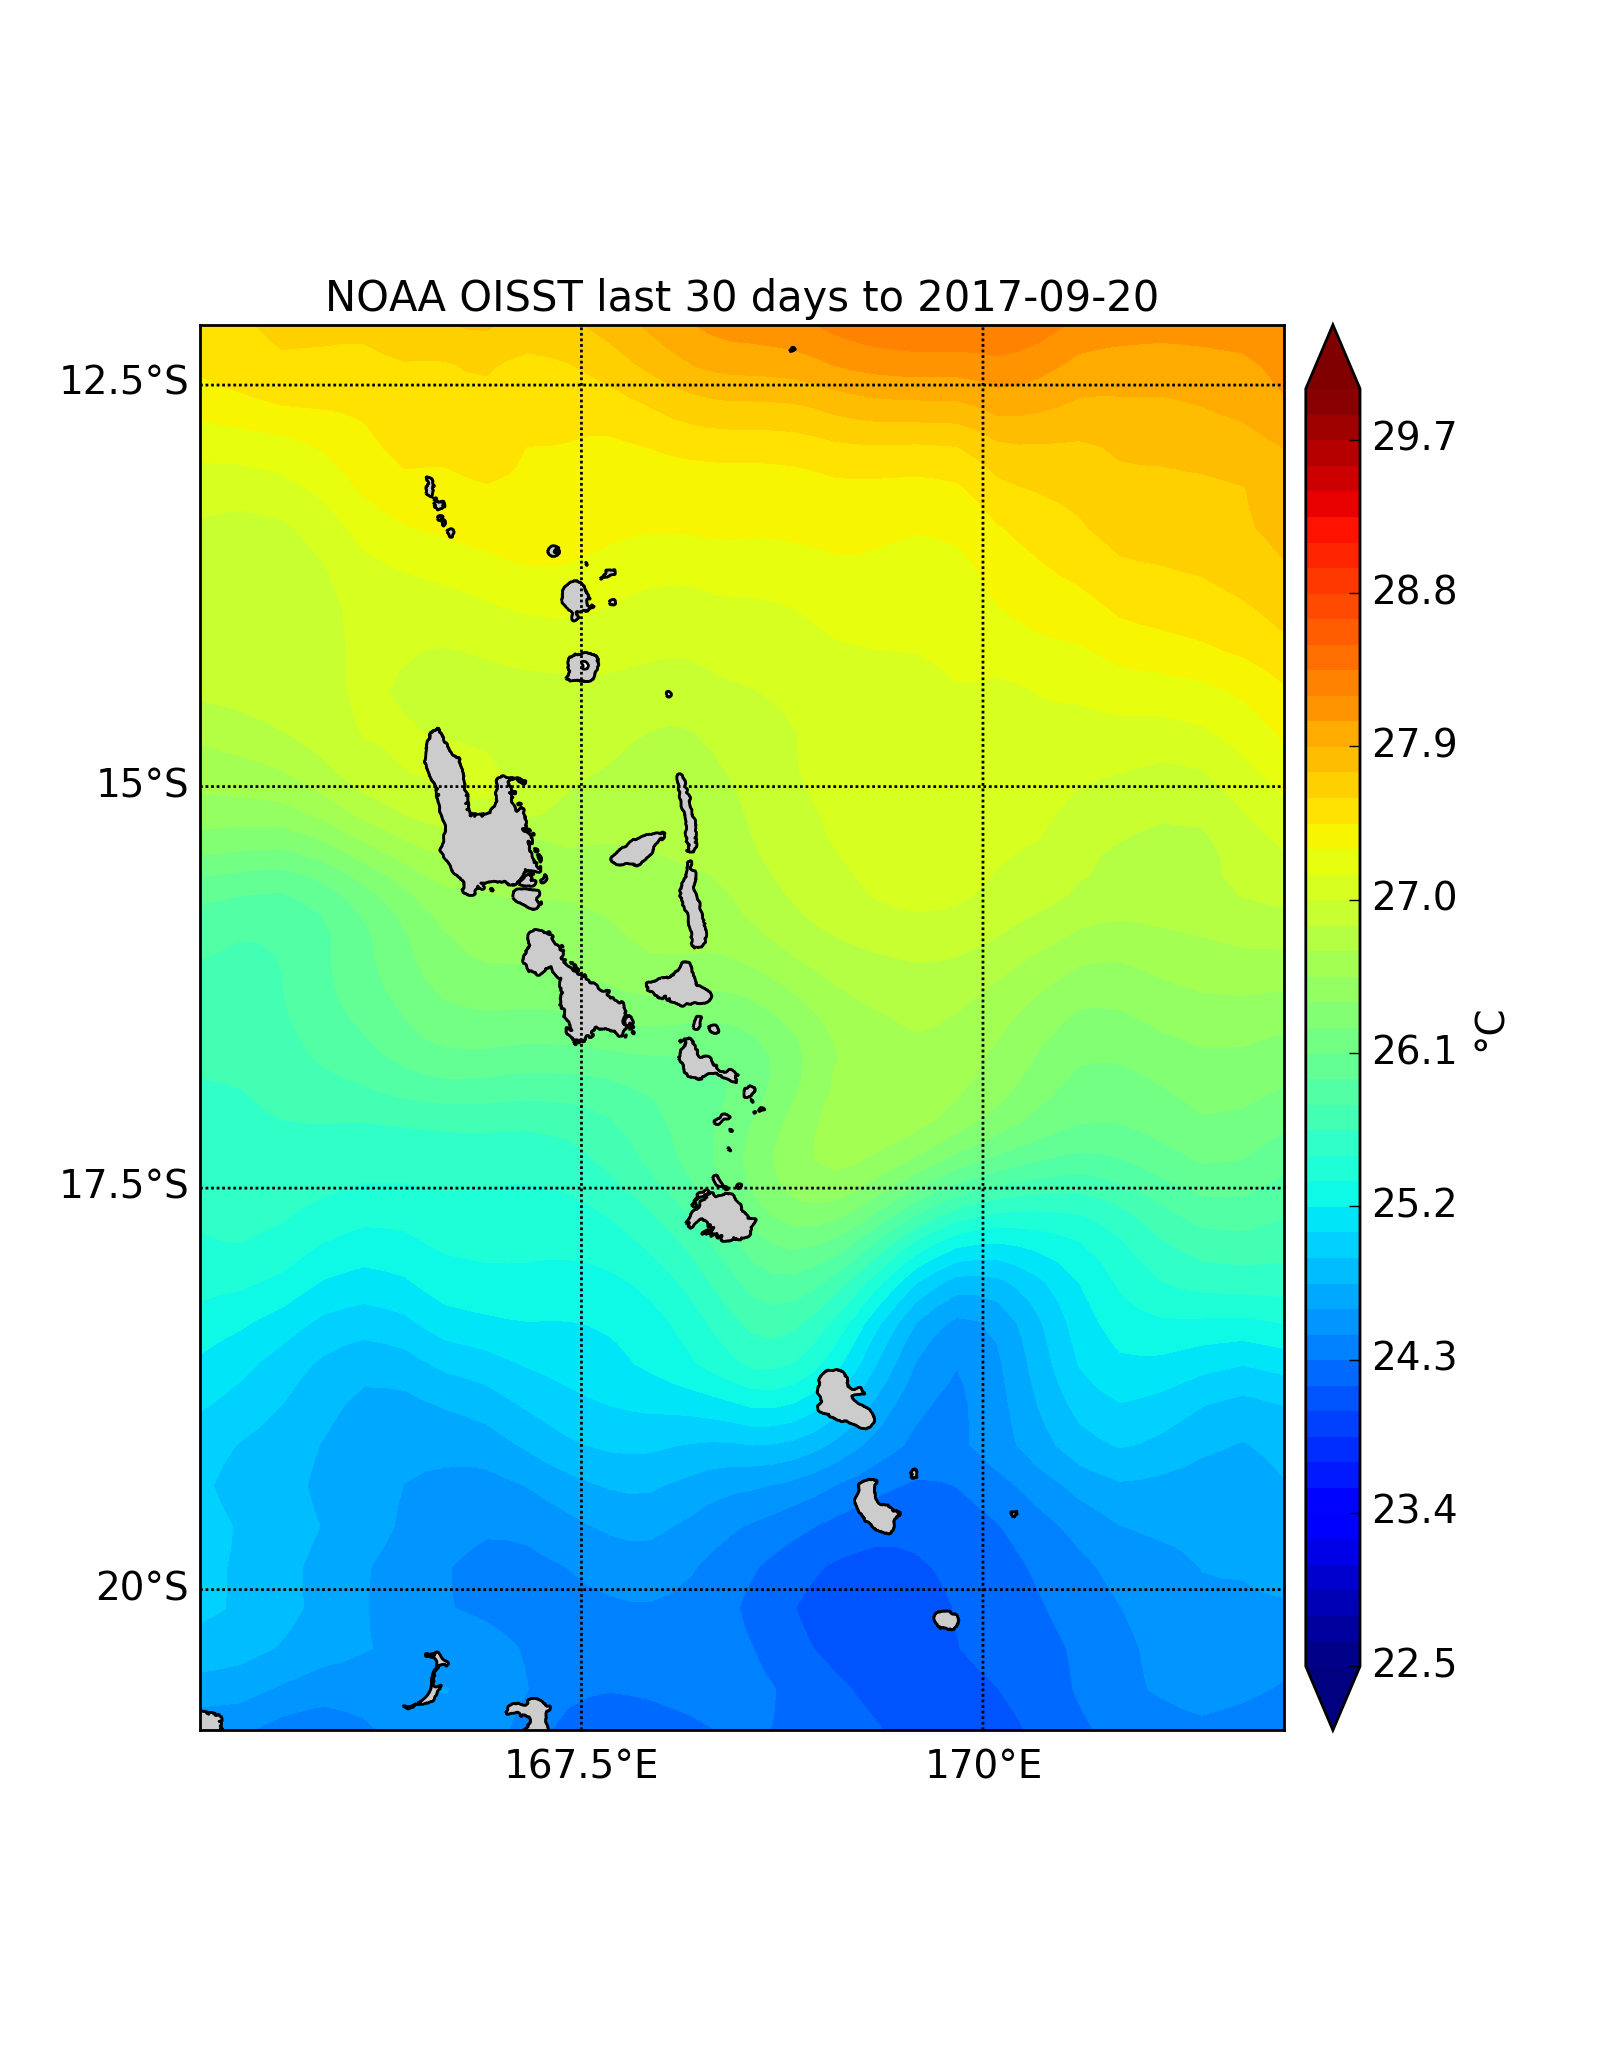 NOAA OISST last 30 days to 2017-09-20
12.5°S
15°S
17.5°S
20°S
167.5°E
170°E
29.7
28.8
27.9
27.0
26.1
25.2
24.3
23.4
22.5
°C